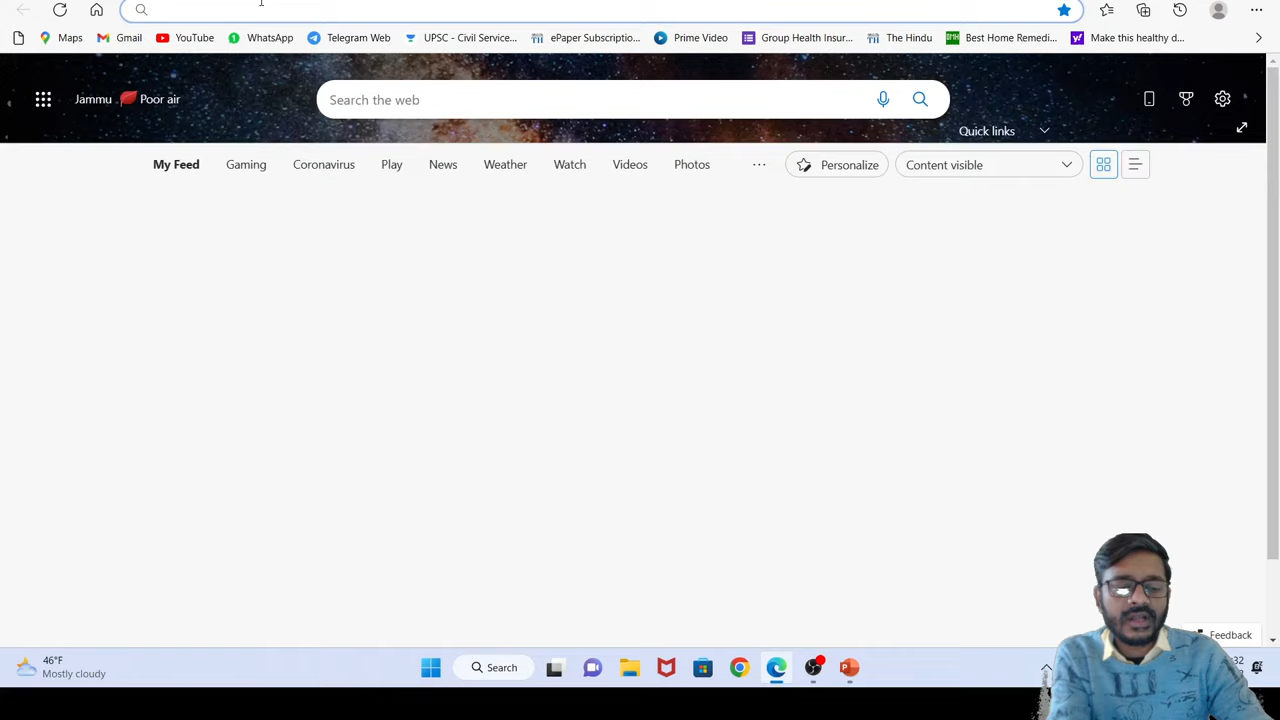 Maps Gmail YouTube WhatsApp Telegram Web UPSC - Civil Service... ePaper Subscriptio... Prime Video Group Health Insur... The Hindu Best Home Remedi... Make this healthy d...
Jammu Poor air Search the web
Quick links
My Feed Gaming Coronavirus Play News Weather Watch Videos Photos ... Personalize Content visible
Feedback
46°F
Mostly cloudy
Search
32